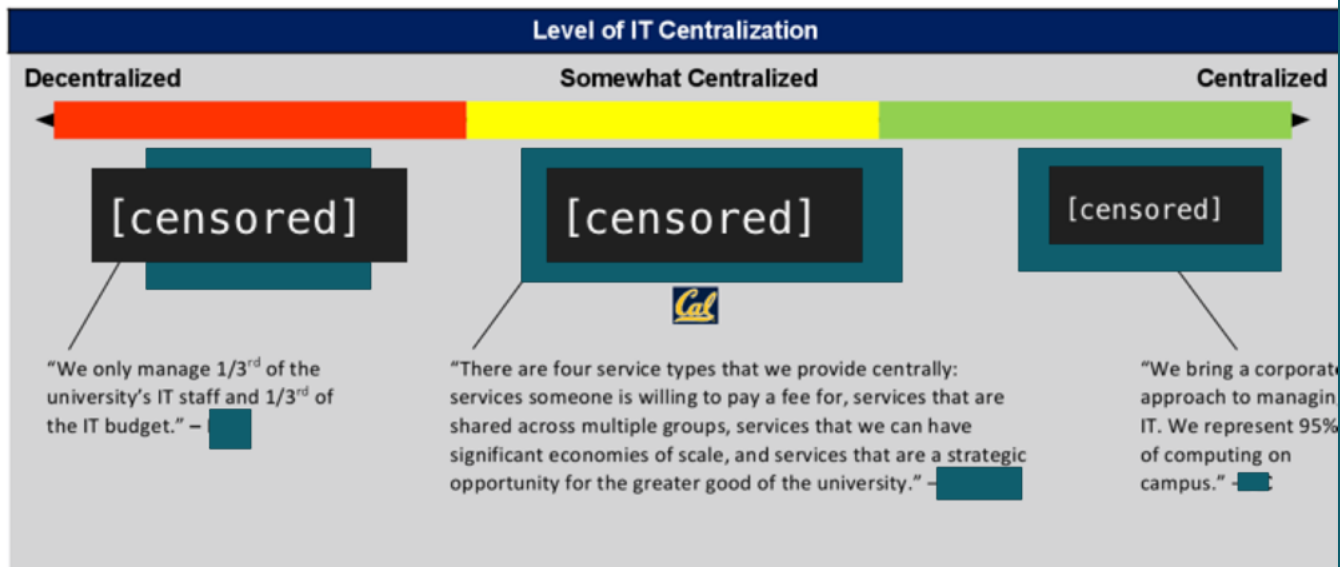 Level of IT Centralization
Decentralized
Somewhat Centralized
Centralized
[censored]
[censored]
[censored]
Cal
“We only manage 1/3rd of the
university’s IT staff and 1/3rd of
the IT budget.” –
“There are four service types that we provide centrally:
services someone is willing to pay a fee for, services that are
shared across multiple groups, services that we can have
significant economies of scale, and services that are a strategic
opportunity for the greater good of the university.” –
“We bring a corporate
approach to managin
IT. We represent 95%
of computing on
campus.” -